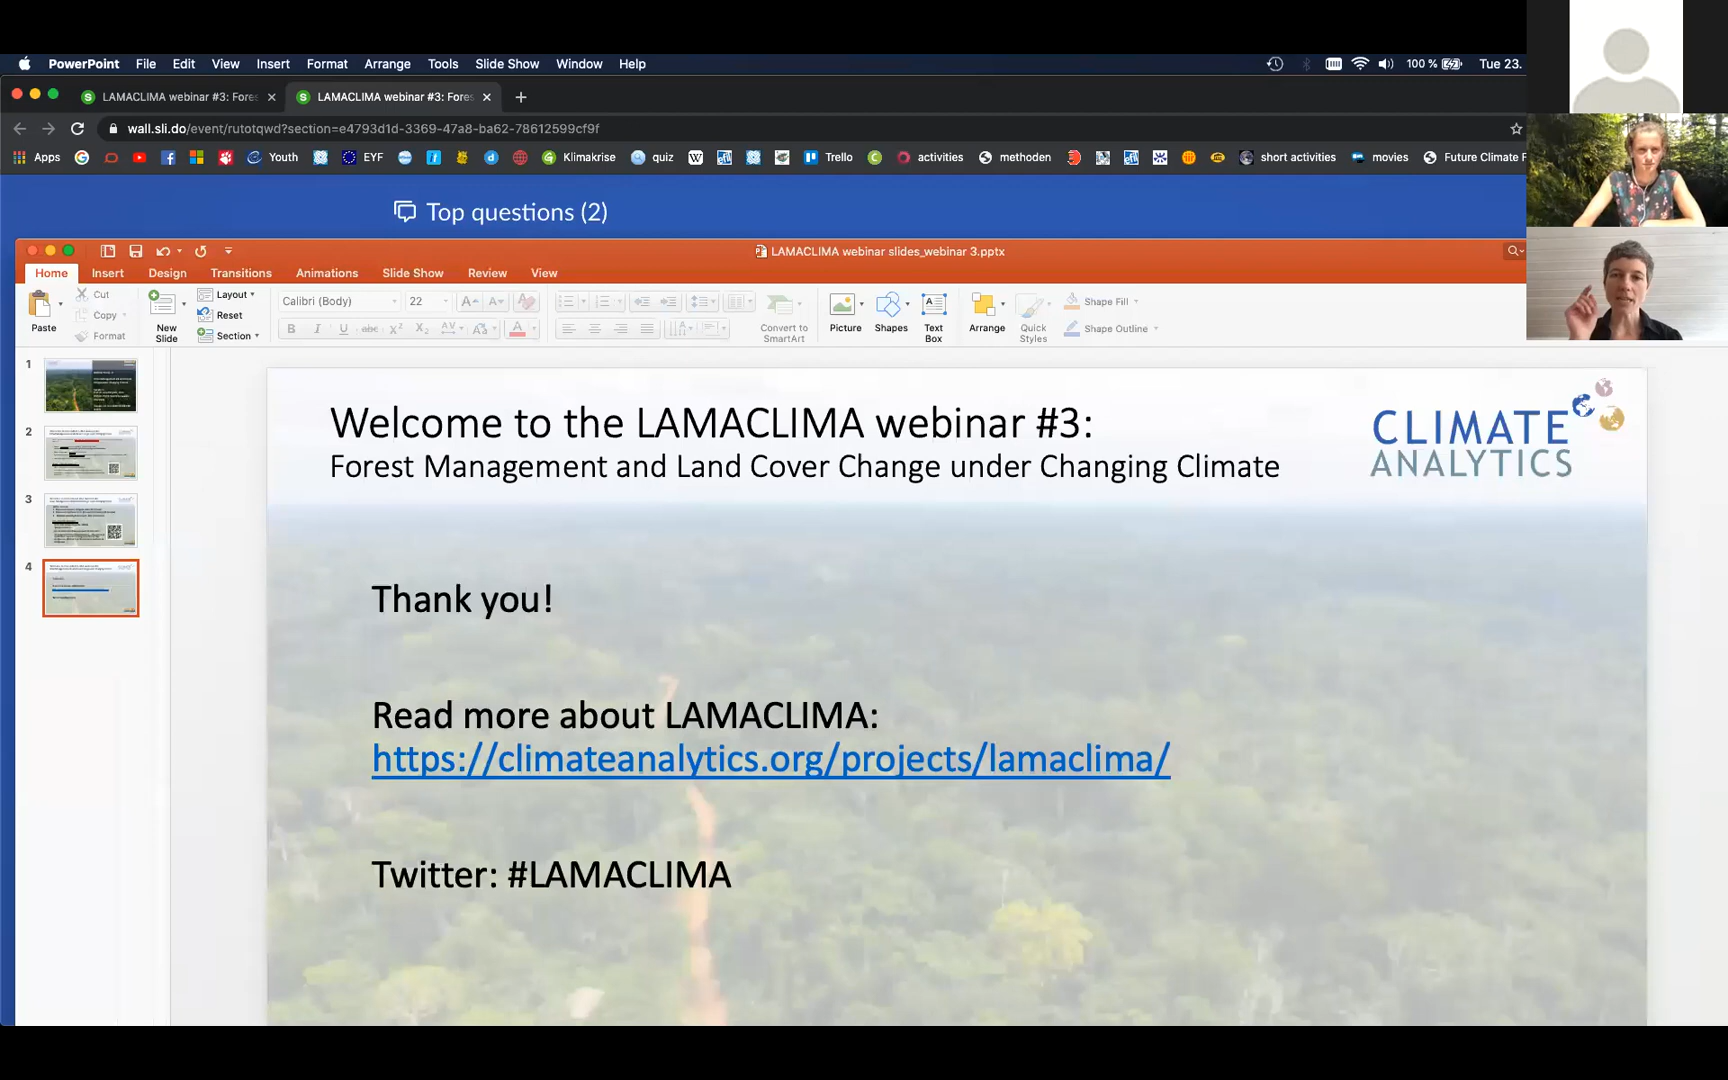 PowerPoint File Edit View Insert Format Arrange Tools Slide Show Window Help 100 % Tue 23.
LAMACLIMA webinar #3: Fores LAMACLIMA webinar #3: Fores
wall.sli.do/event/rutotqwd?section=e4793d1d-3369-47a8-ba62-78612599cf9f
Apps Youth EYF Klimakrise quiz Trello activities methoden short activities movies Future Climate F
Top questions (2)
LAMACLIMA webinar slides_webinar 3.pptx
Home Insert Design Transitions Animations Slide Show Review View
Paste Cut Copy Format
New Slide Layout Reset Section
Calibri (Body) 22
Convert to SmartArt
Picture Shapes Text Box Arrange Quick Styles
Shape Fill
Shape Outline
1
2
3
4
Welcome to the LAMACLIMA webinar #3:
Forest Management and Land Cover Change under Changing Climate
CLIMATE
ANALYTICS
Thank you!
Read more about LAMACLIMA:
https://climateanalytics.org/projects/lamaclima/
Twitter: #LAMACLIMA